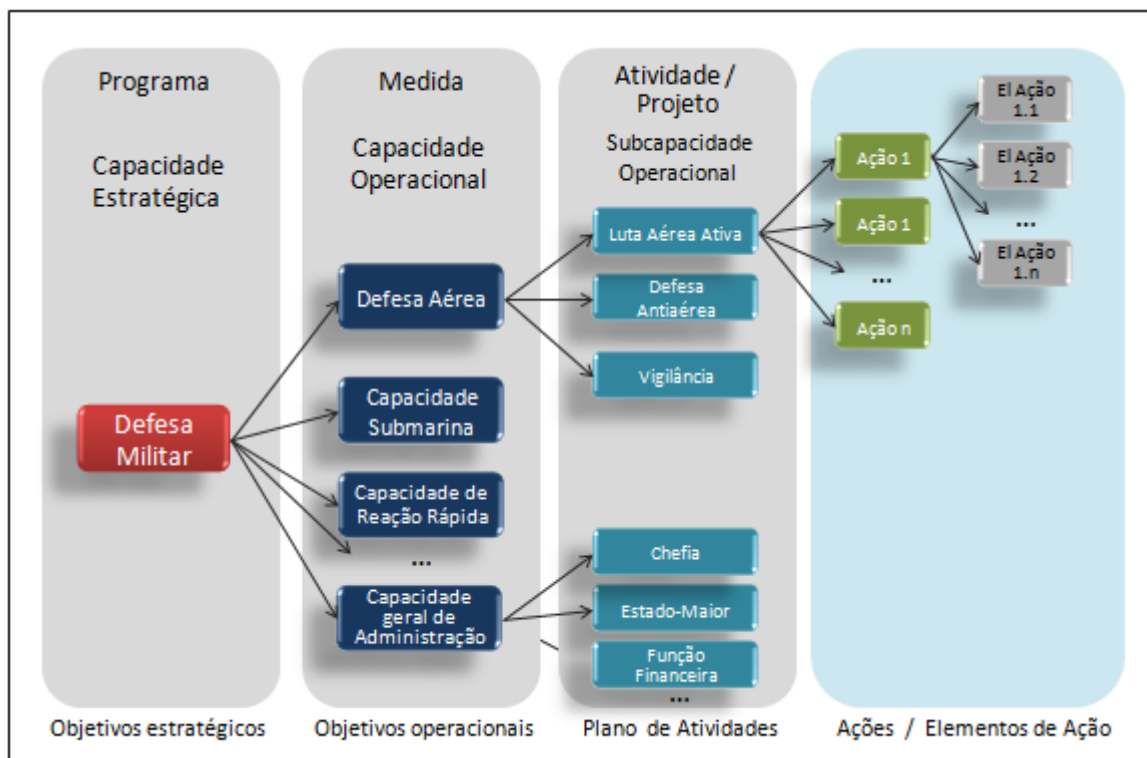 Programa
Capacidade
Estratégica
Defesa
Militar
Objetivos estratégicos
Medida
Capacidade
Operacional
Defesa Aérea
Capacidade
Submarina
Capacidade de
Reação Rápida
...
Capacidade
geral de
Administração
Objetivos operacionais
Atividade /
Projeto
Subcapacidade
Operacional
Luta Aérea Ativa
Defesa
Antiaérea
Vigilância
Chefia
Estado-Maior
Função
Financeira
...
Plano de Atividades
Ação 1
Ação 1
...
Ação n
El Ação
1.1
El Ação
1.2
...
El Ação
1.n
Ações / Elementos de Ação